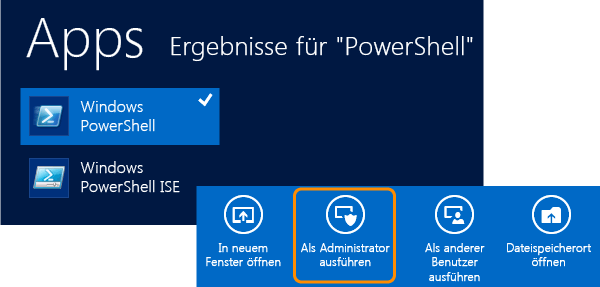 Apps Ergebnisse für "PowerShell"
Windows
PowerShell
Windows
PowerShell ISE
In neuem
Fenster öffnen
Als Administrator
ausführen
Als anderer
Benutzer
ausführen
Dateispeicherort
öffnen